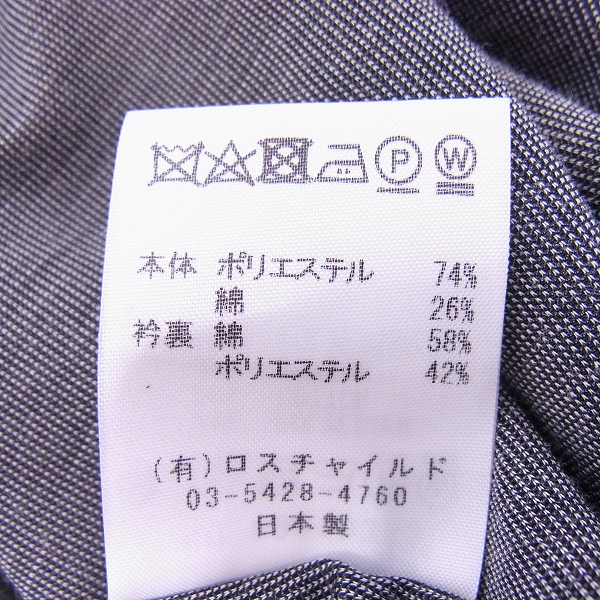 P W
本体 ポリエステル 74%
綿 26%
衿裏 綿 58%
ポリエステル 42%
(有)ロスチャイルド
03-5428-4760
日本製